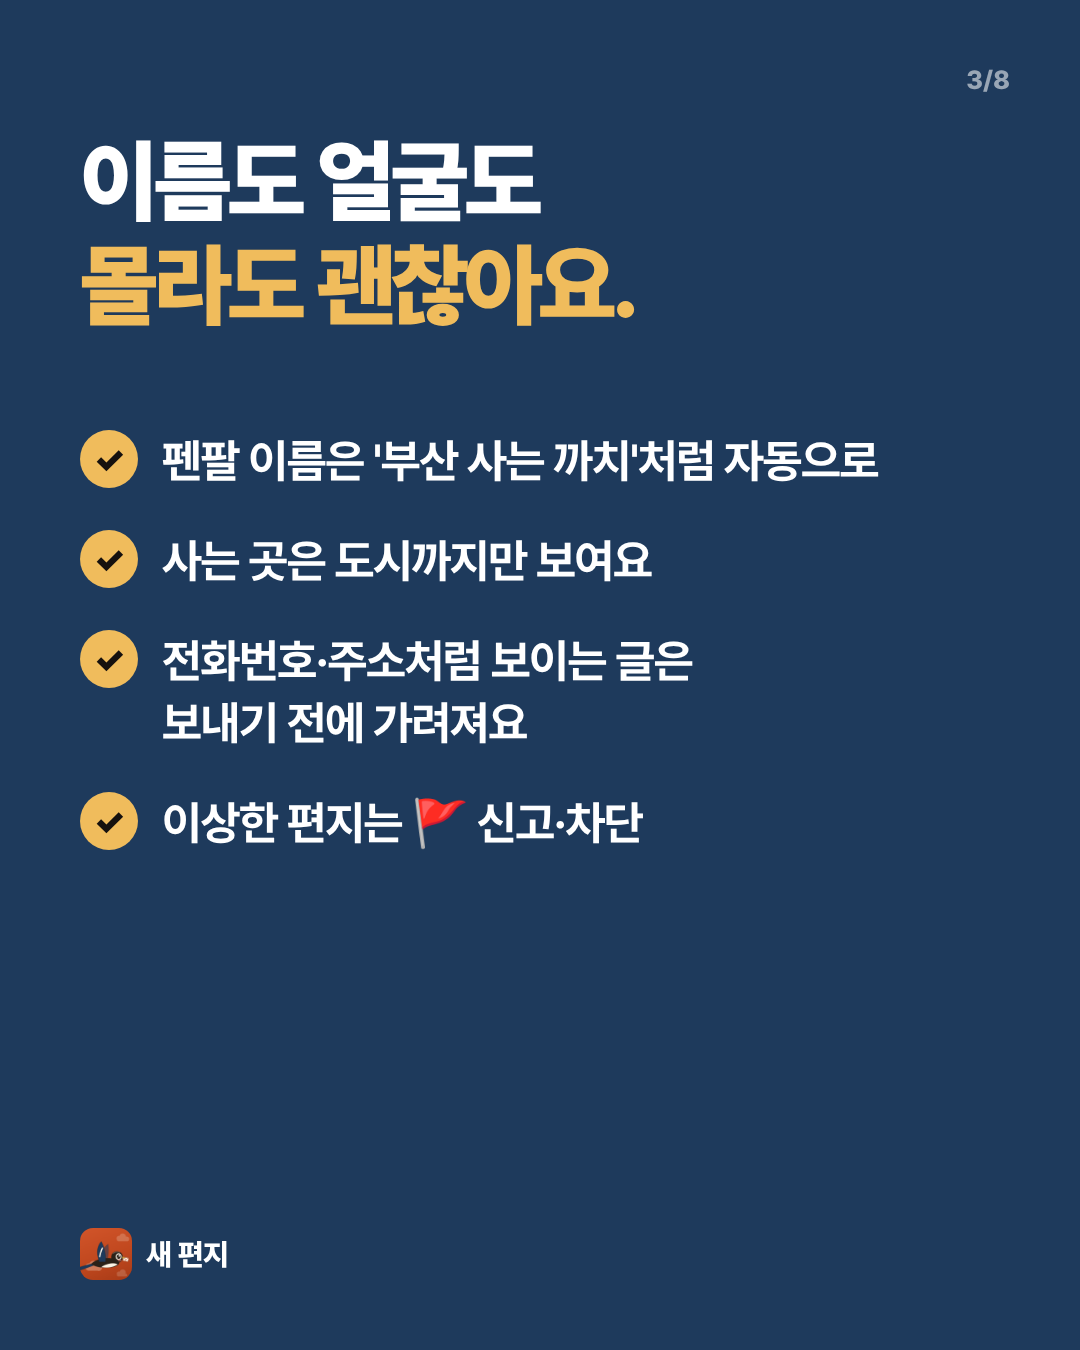 3/8
이름도 얼굴도
몰라도 괜찮아요.
펜팔 이름은 '부산 사는 까치'처럼 자동으로
사는 곳은 도시까지만 보여요
전화번호·주소처럼 보이는 글은
보내기 전에 가려져요
이상한 편지는 🚩 신고·차단
새 편지